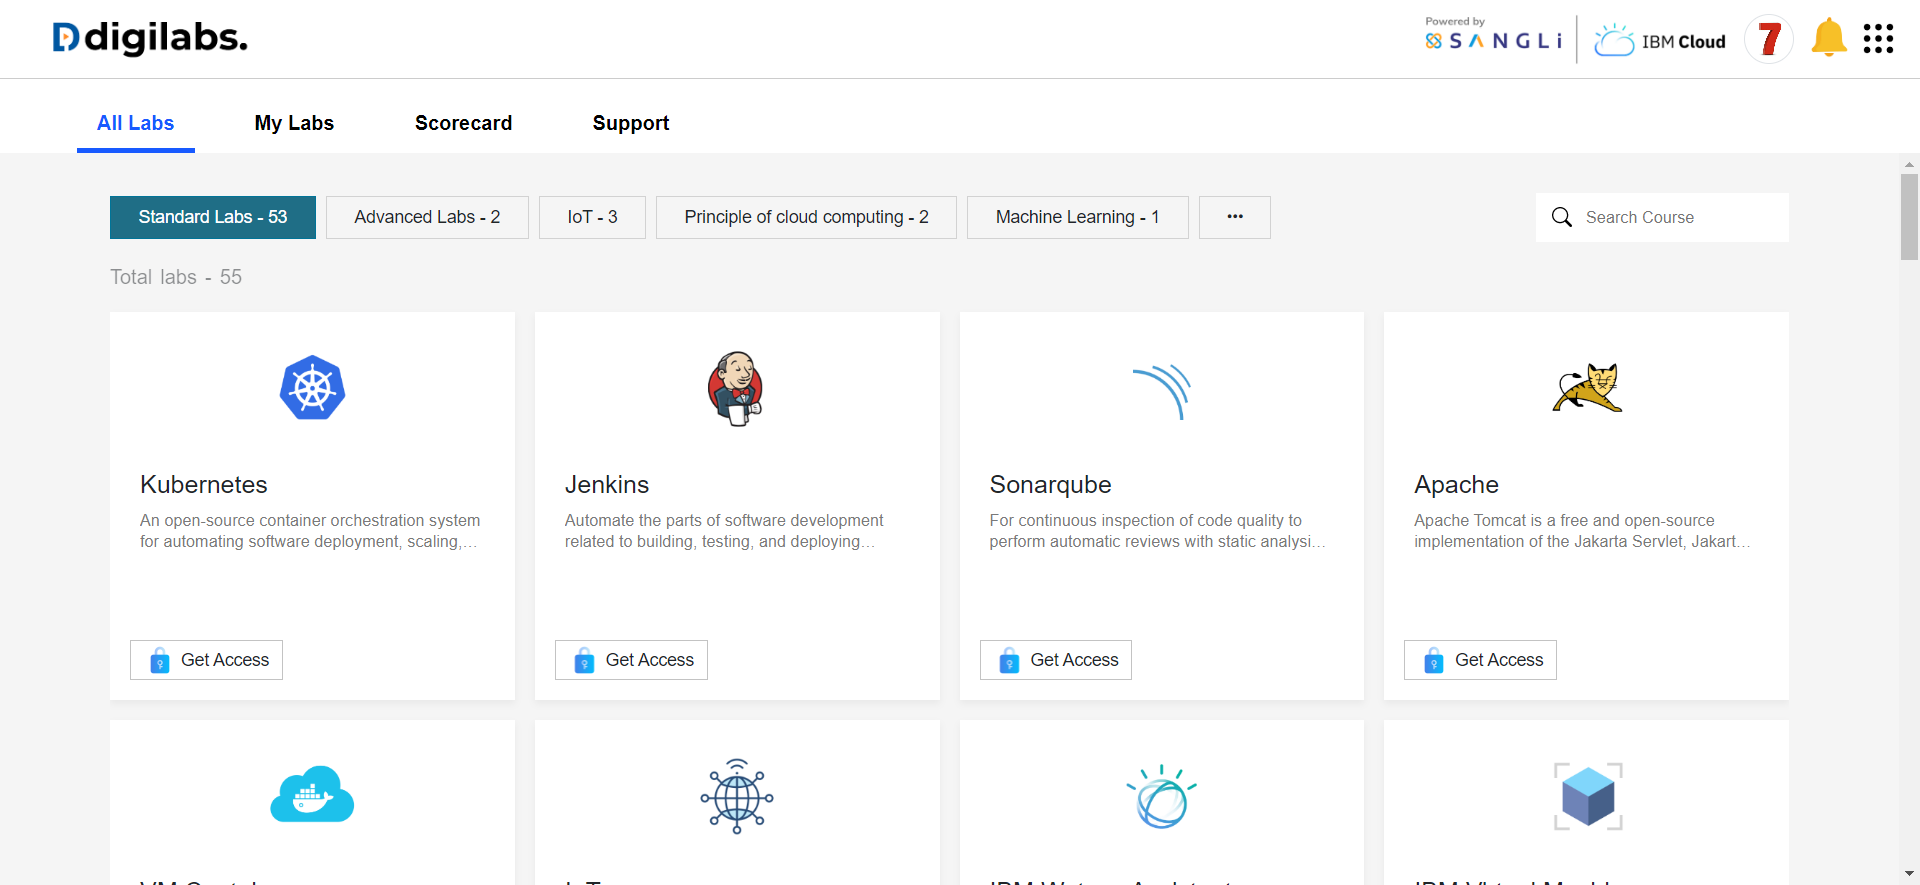 digilabs.
Powered by
SANGLi
IBM Cloud
7
All Labs
My Labs
Scorecard
Support
Standard Labs - 53
Advanced Labs - 2
IoT - 3
Principle of cloud computing - 2
Machine Learning - 1
•••
Search Course
Total labs - 55
Kubernetes
An open-source container orchestration system
for automating software deployment, scaling,...
Get Access
Jenkins
Automate the parts of software development
related to building, testing, and deploying...
Get Access
Sonarqube
For continuous inspection of code quality to
perform automatic reviews with static analysi...
Get Access
Apache
Apache Tomcat is a free and open-source
implementation of the Jakarta Servlet, Jakart...
Get Access
IoT